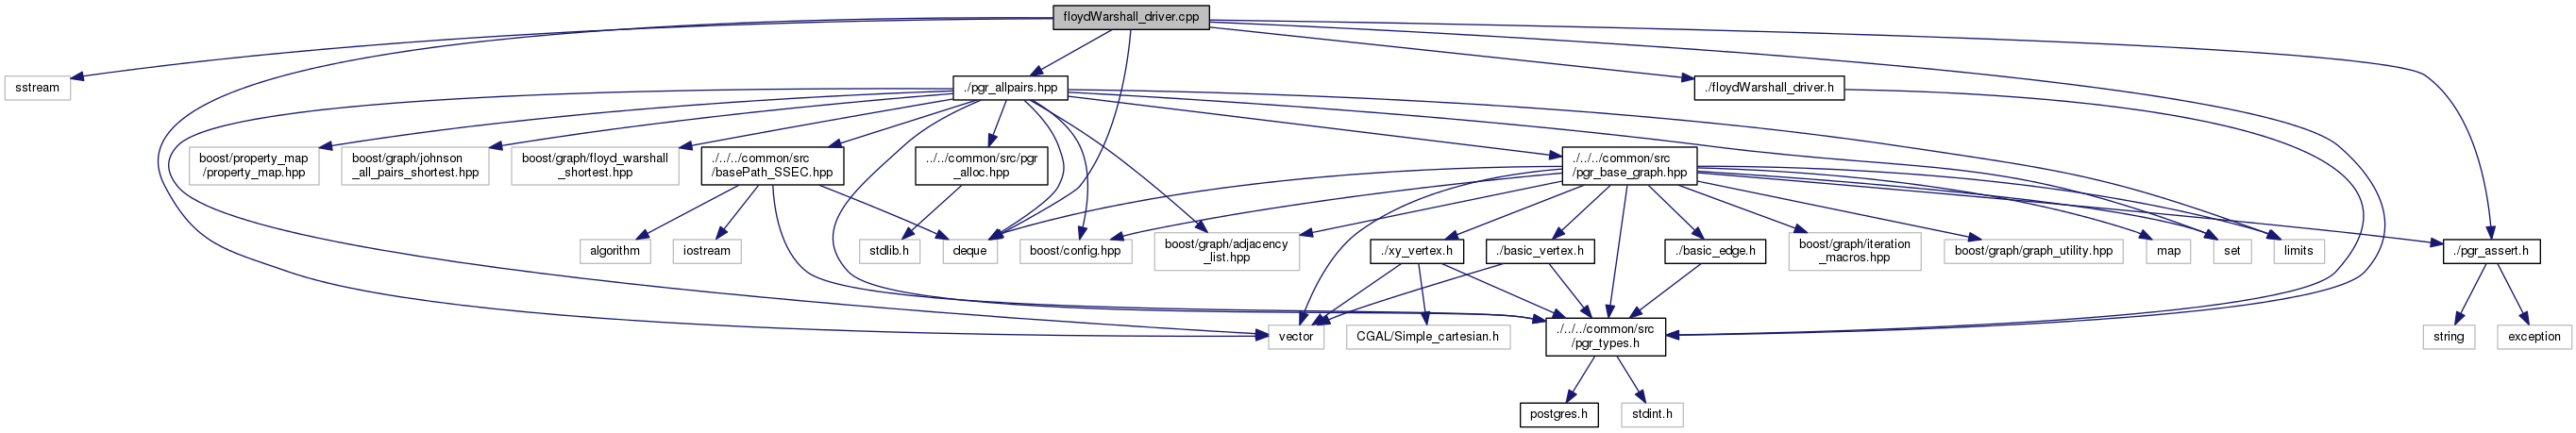 floydWarshall_driver.cpp
sstream
./pgr_allpairs.hpp
./floydWarshall_driver.h
boost/property_map
/property_map.hpp
boost/graph/johnson
_all_pairs_shortest.hpp
boost/graph/floyd_warshall
_shortest.hpp
./../../common/src
/basePath_SSEC.hpp
../../common/src/pgr
_alloc.hpp
./../../common/src
/pgr_base_graph.hpp
algorithm
iostream
stdlib.h
deque
boost/config.hpp
boost/graph/adjacency
_list.hpp
./xy_vertex.h
./basic_vertex.h
./basic_edge.h
boost/graph/iteration
_macros.hpp
boost/graph/graph_utility.hpp
map
set
limits
./pgr_assert.h
vector
CGAL/Simple_cartesian.h
./../../common/src
/pgr_types.h
string
exception
postgres.h
stdint.h